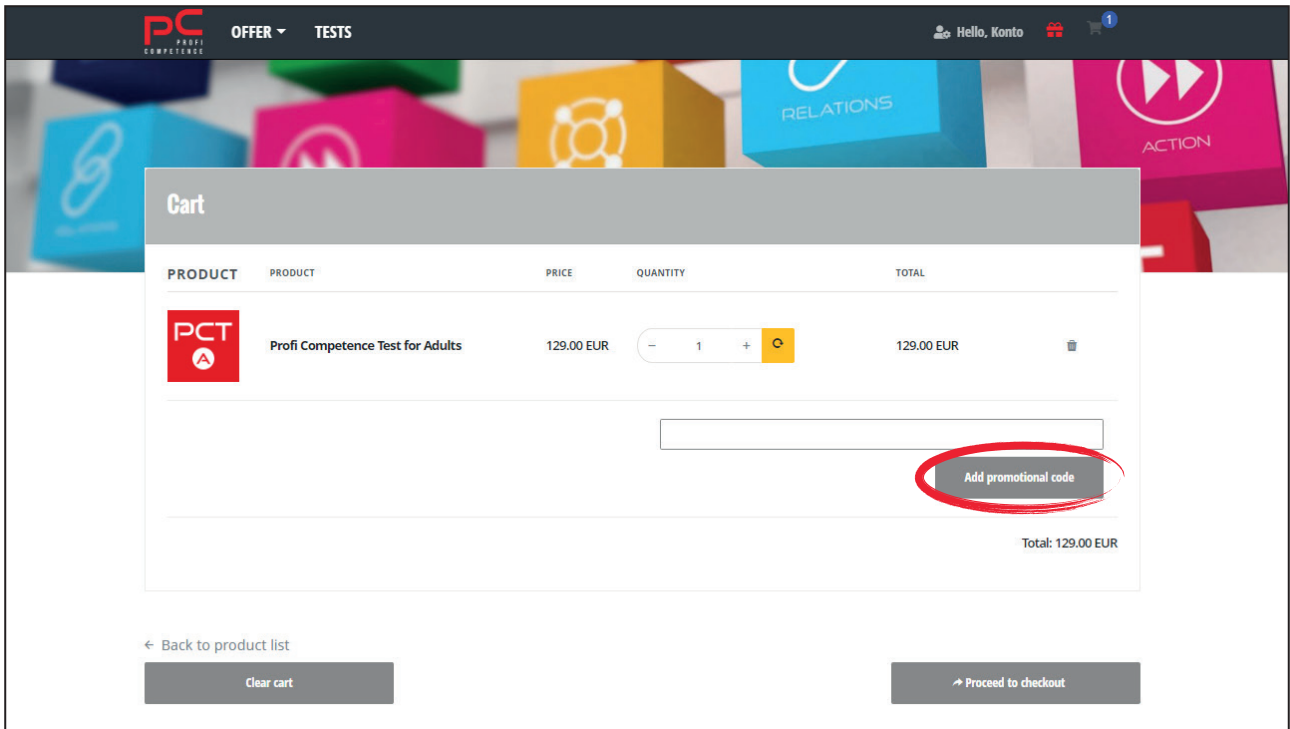 PC
PROFI
COMPETENCE
OFFER
TESTS
Hello, Konto
1
RELATIONS
ACTION
Cart
PRODUCT PRODUCT PRICE QUANTITY TOTAL
PCT
A
Profi Competence Test for Adults 129.00 EUR − 1 + 129.00 EUR
Add promotional code
Total: 129.00 EUR
← Back to product list
Clear cart
Proceed to checkout